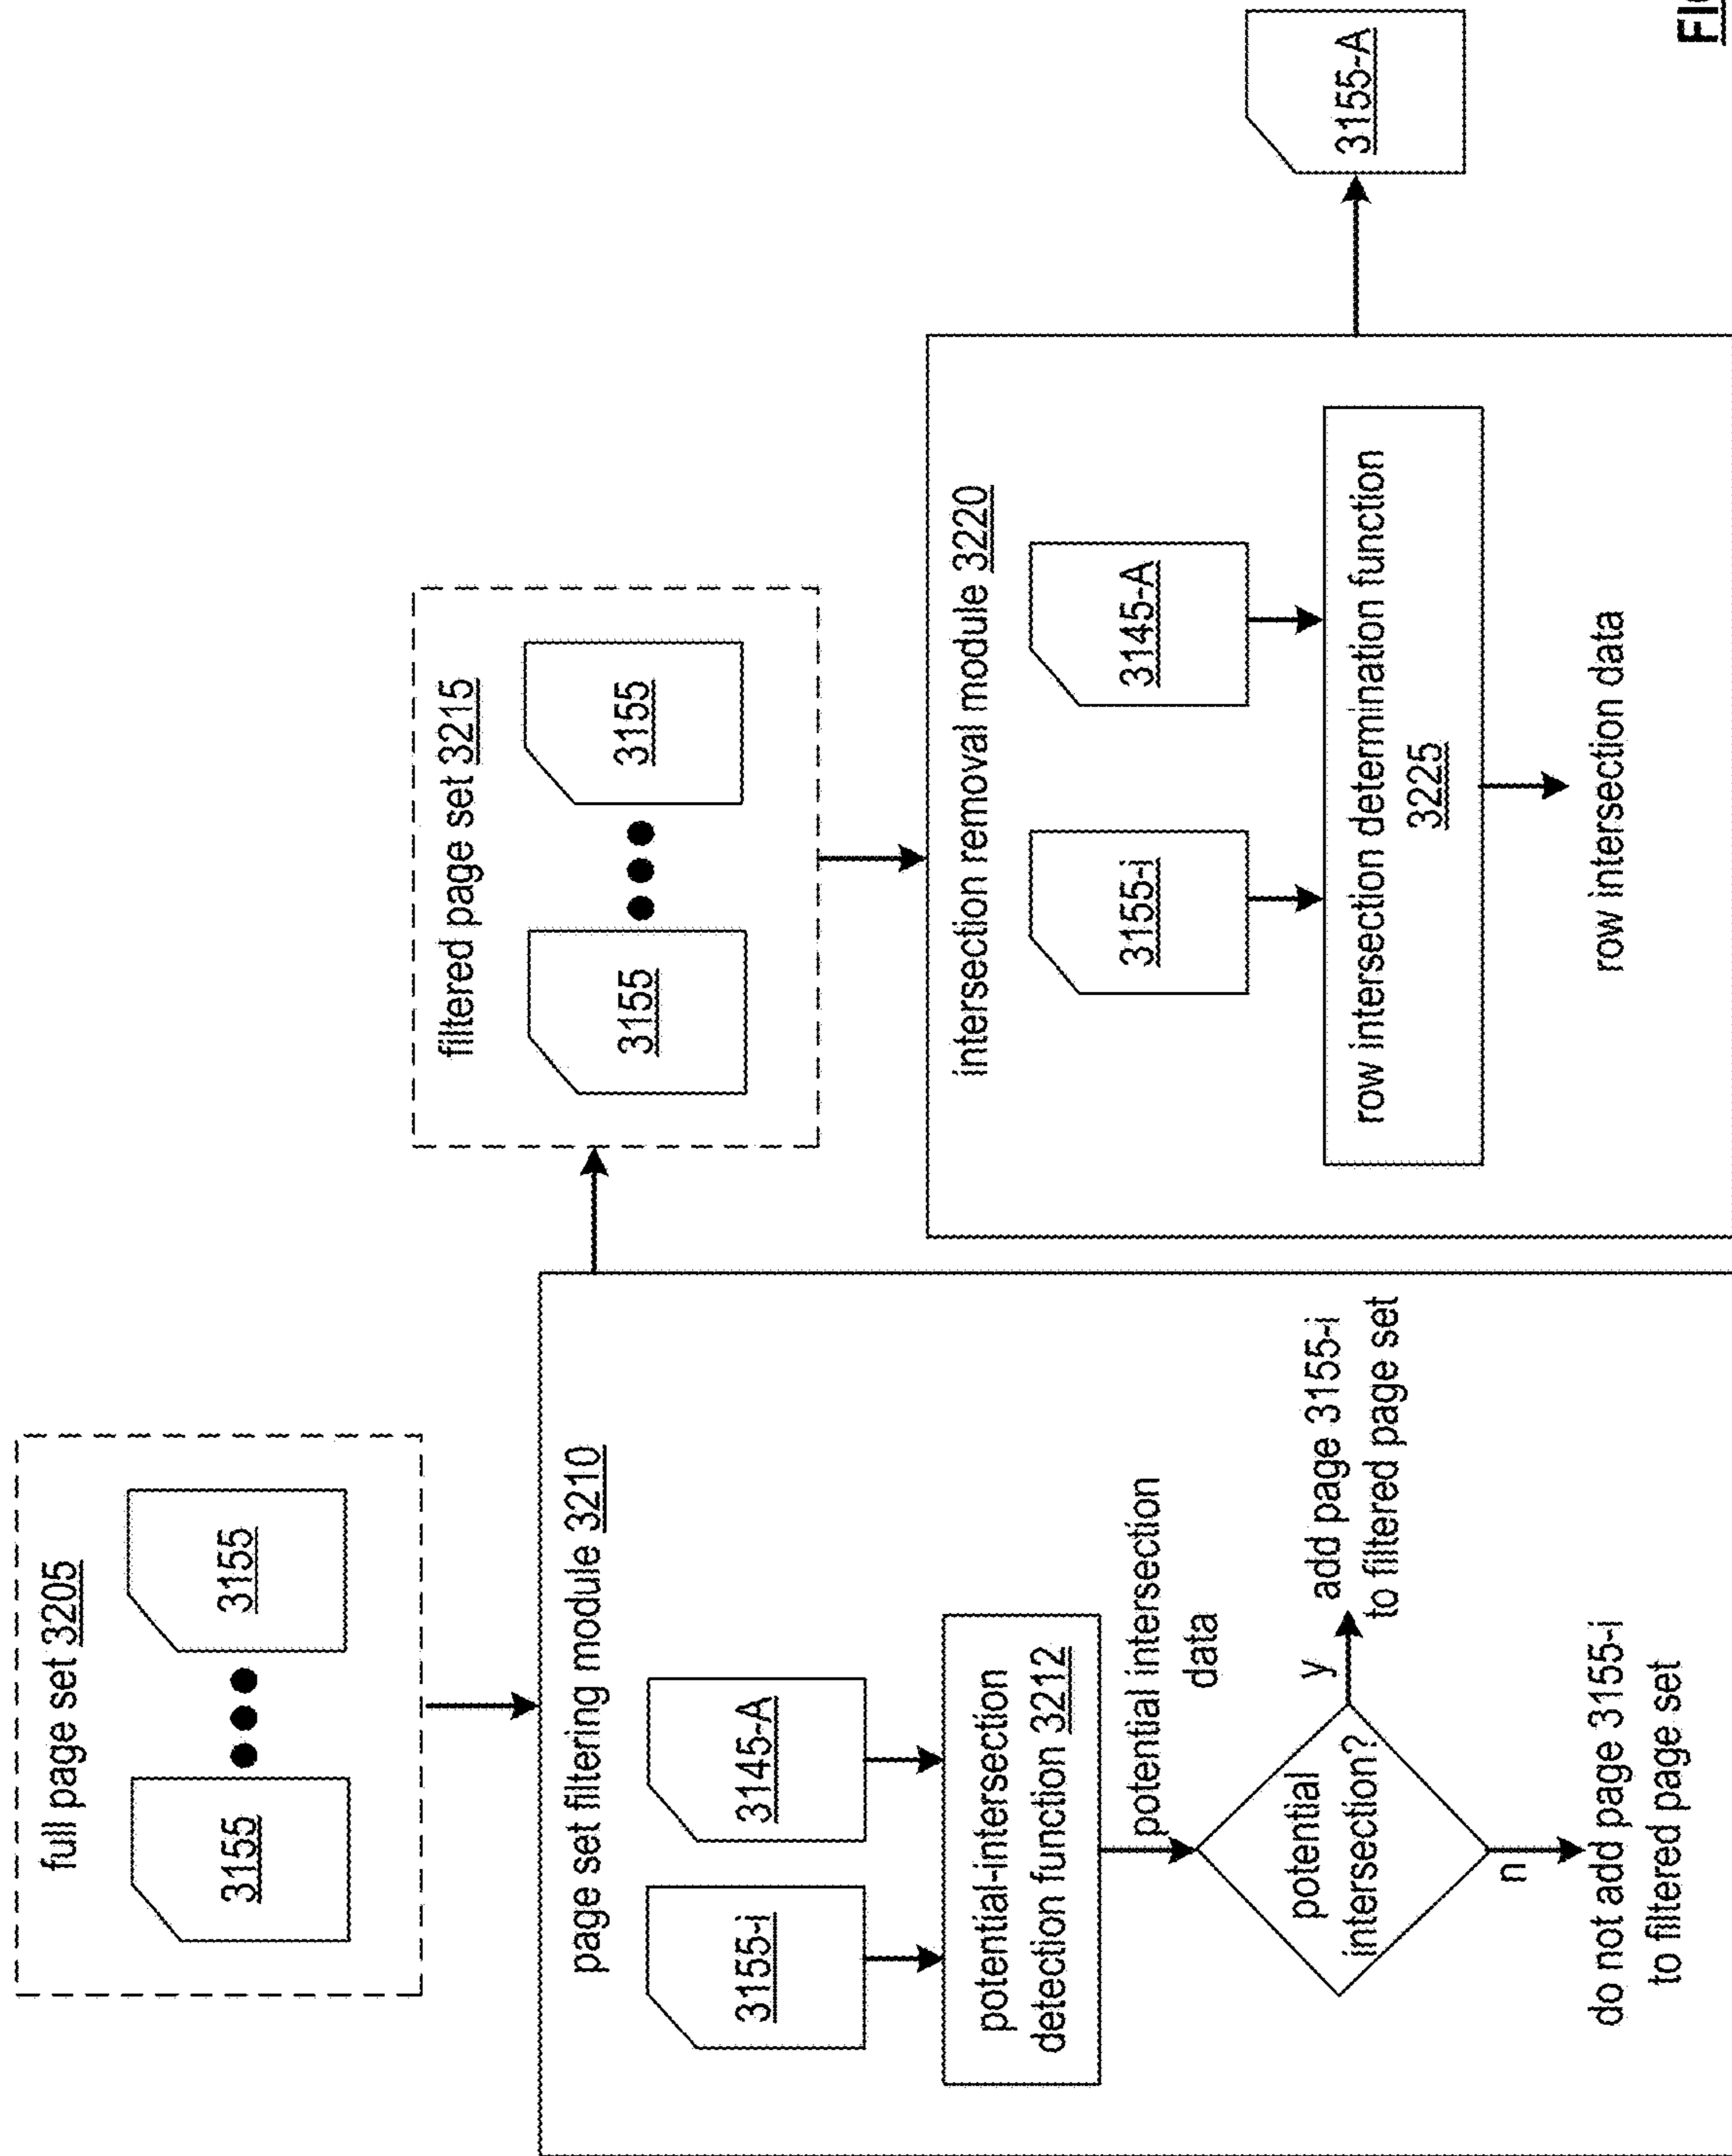 full page set 3205
3155
3155
page set filtering module 3210
3155-i
3145-A
potential-intersection
detection function 3212
potential intersection
data
potential
intersection?
y
add page 3155-i
to filtered page set
n
do not add page 3155-i
to filtered page set
filtered page set 3215
3155
3155
intersection removal module 3220
3155-i
3145-A
row intersection determination function
3225
row intersection data
3155-A